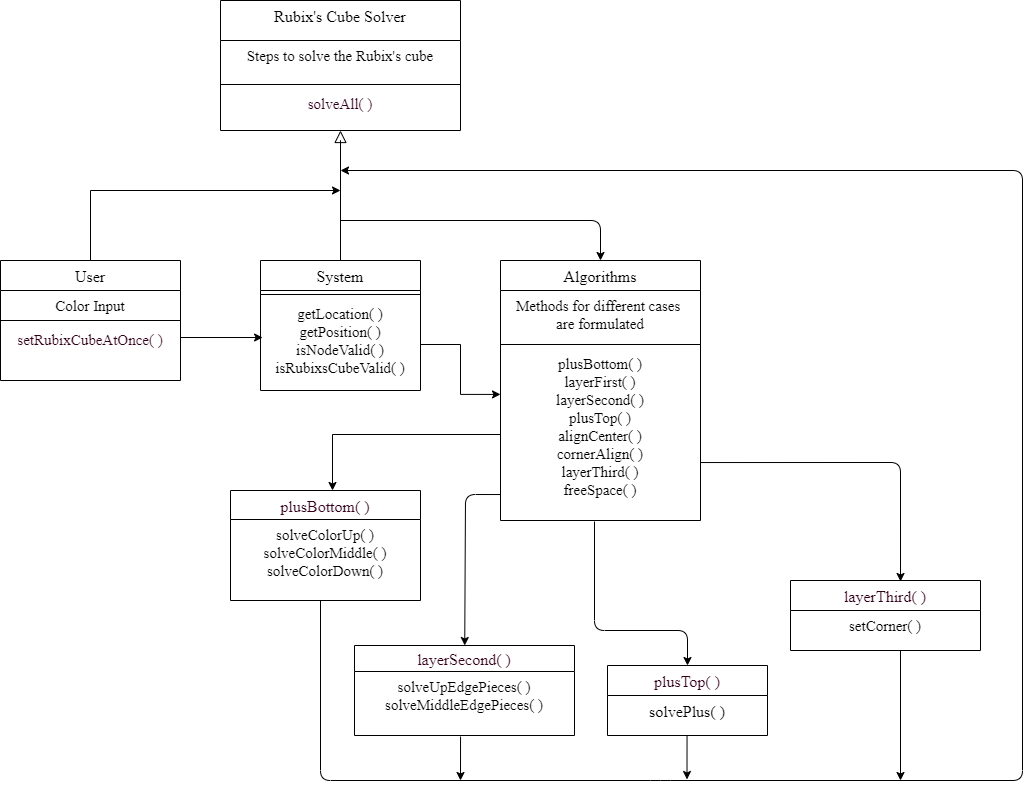 Rubix's Cube Solver
Steps to solve the Rubix's cube
solveAll( )
User
Color Input
setRubixCubeAtOnce( )
System
getLocation( )
getPosition( )
isNodeValid( )
isRubixsCubeValid( )
Algorithms
Methods for different cases
are formulated
plusBottom( )
layerFirst( )
layerSecond( )
plusTop( )
alignCenter( )
cornerAlign( )
layerThird( )
freeSpace( )
plusBottom( )
solveColorUp( )
solveColorMiddle( )
solveColorDown( )
layerSecond( )
solveUpEdgePieces( )
solveMiddleEdgePieces( )
plusTop( )
solvePlus( )
layerThird( )
setCorner( )